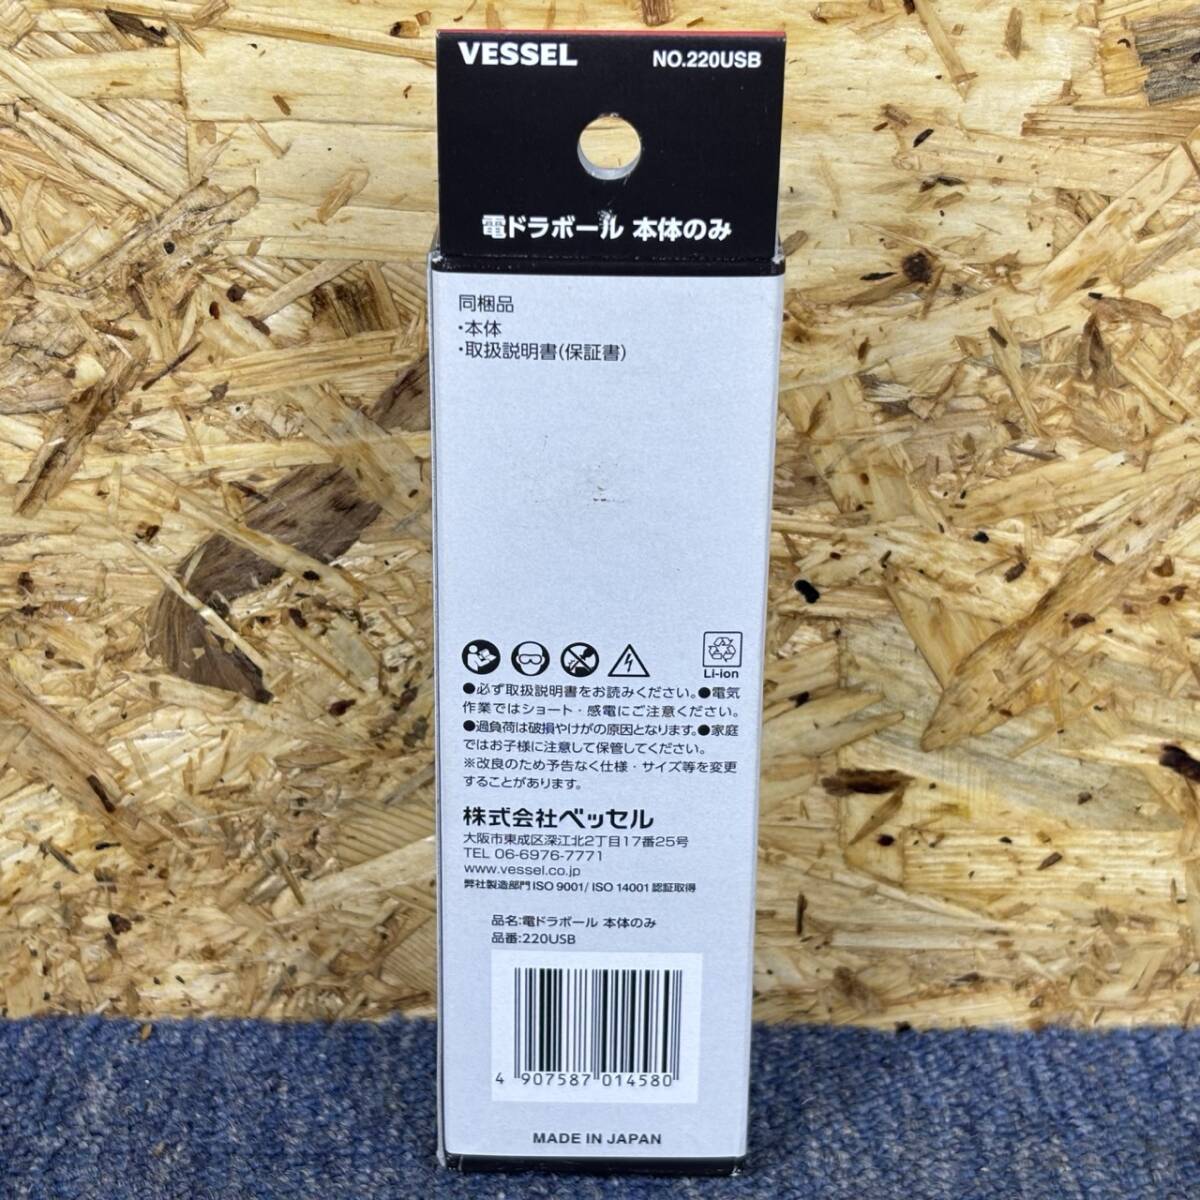 VESSEL NO.220USB
電ドラボール 本体のみ
同梱品
・本体
・取扱説明書(保証書)
Li-ion
●必ず取扱説明書をお読みください。●電気
作業ではショート・感電にご注意ください。
●過負荷は破損やけがの原因となります。●家庭
ではお子様に注意して保管してください。
※改良のため予告なく仕様・サイズ等を変更
することがあります。
株式会社ベッセル
大阪市東成区深江北2丁目17番25号
TEL 06-6976-7771
www.vessel.co.jp
弊社製造部門 ISO 9001/ ISO 14001 認証取得
品名:電ドラボール 本体のみ
品番:220USB
4 907587 014580
MADE IN JAPAN